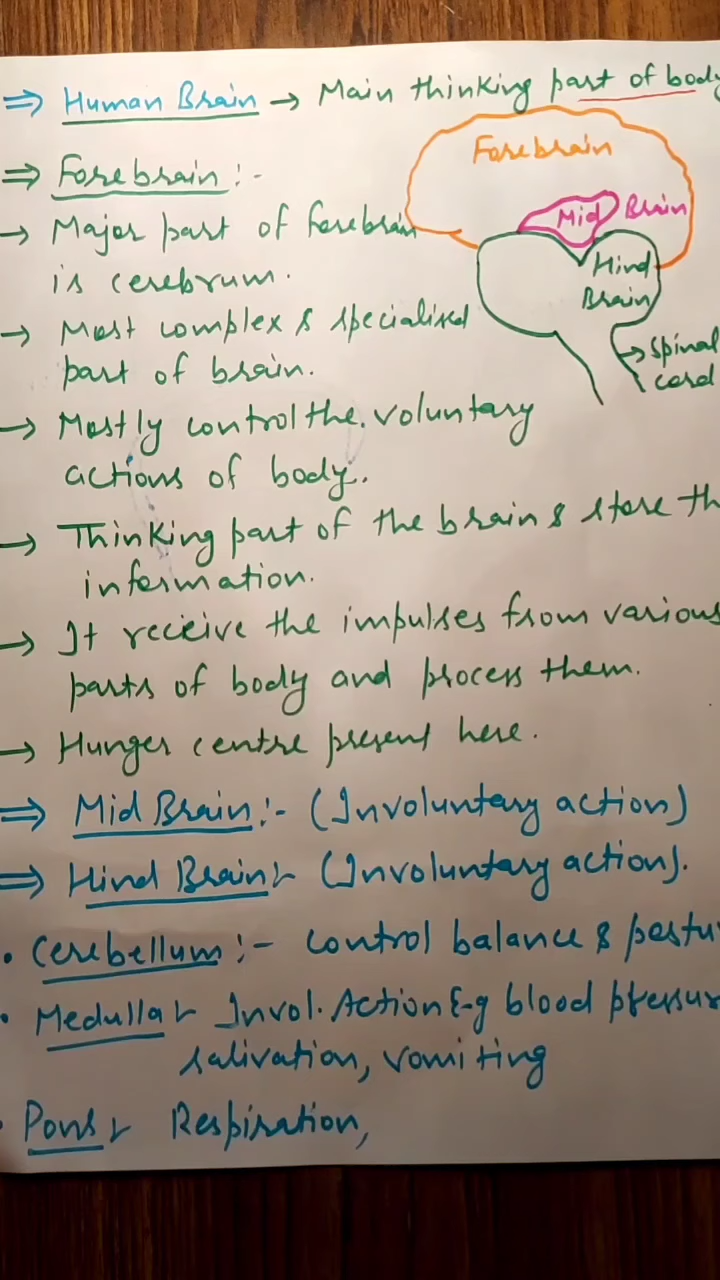 ⇒ Human Brain → Main thinking part of body
⇒ Forebrain :-
→ Major part of forebrain
is cerebrum.
→ Most complex & specialised
part of brain.
→ Mostly control the voluntary
actions of body.
→ Thinking part of the brain & store th
information.
→ It receive the impulses from various
parts of body and process them.
→ Hunger centre present here.
⇒ Mid Brain :- (Involuntary action)
⇒ Hind Brain :- (Involuntary action).
• Cerebellum :- control balance & postu
• Medulla :- Invol. Action E.g blood pressur
salivation, vomiting
• Pons :- Respiration,
Forebrain
Mid Brain
Hind
Brain
→ Spinal
cord